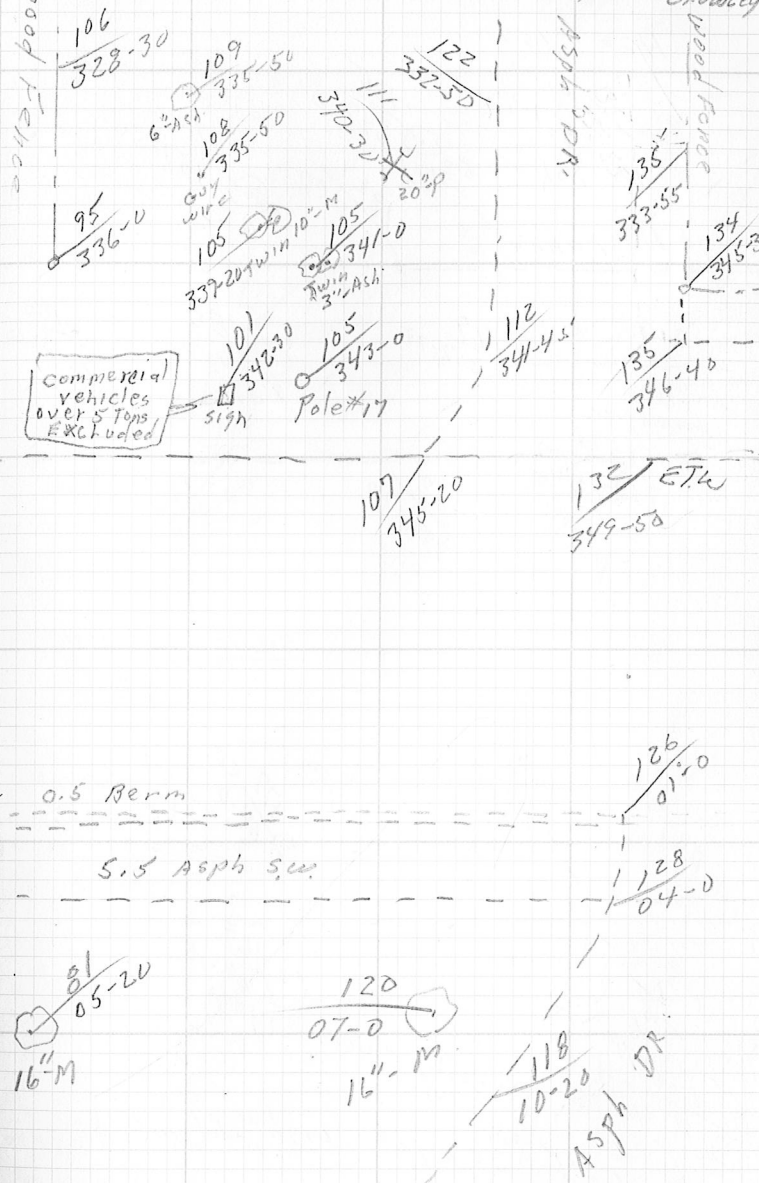 106
328-30
109
335-50
6"-Ash
108
335-50
Guy
wire
111
340-30
20"-P
122
332-50
Asph DR.
wood Fence
135
333-55
134
95
336-0
105
339-20
Twin 10"-M
105
341-0
Twin
3"-Ash
101
342-30
sign
105
343-0
Pole #17
112
341-45
135
346-40
Commercial
vehicles
over 5 Tons
EXcluded
107
345-20
132
349-50
ETW
126
01-0
0.5 Berm
5.5 Asph S.W.
128
04-0
81
05-20
16"-M
120
07-0
16"-M
118
10-20
Asph DR